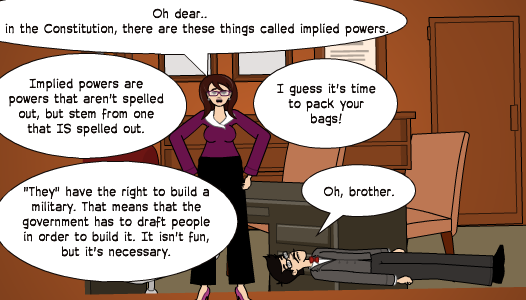 Oh dear..
in the Constitution, there are these things called implied powers.
Implied powers are
powers that aren't spelled
out, but stem from one
that IS spelled out.
I guess it's time
to pack your
bags!
"They" have the right to build a
military. That means that the
government has to draft people
in order to build it. It isn't fun,
but it's necessary.
Oh, brother.